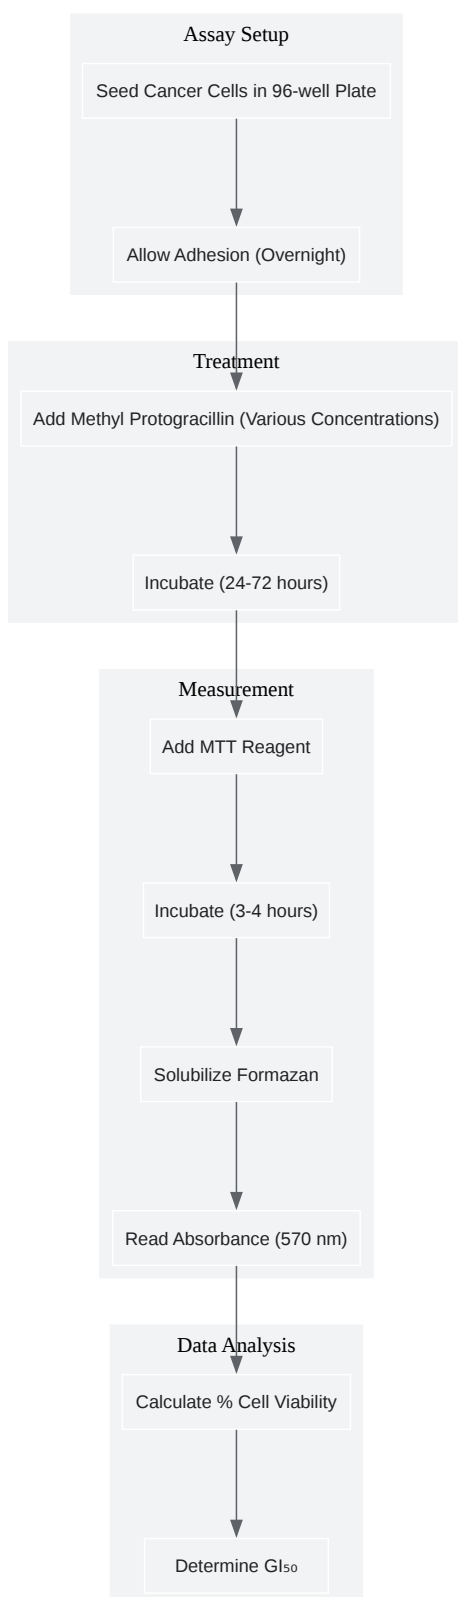 Assay Setup
Seed Cancer Cells in 96-well Plate
Allow Adhesion (Overnight)
Treatment
Add Methyl Protogracillin (Various Concentrations)
Incubate (24-72 hours)
Measurement
Add MTT Reagent
Incubate (3-4 hours)
Solubilize Formazan
Read Absorbance (570 nm)
Data Analysis
Calculate % Cell Viability
Determine GI₅₀